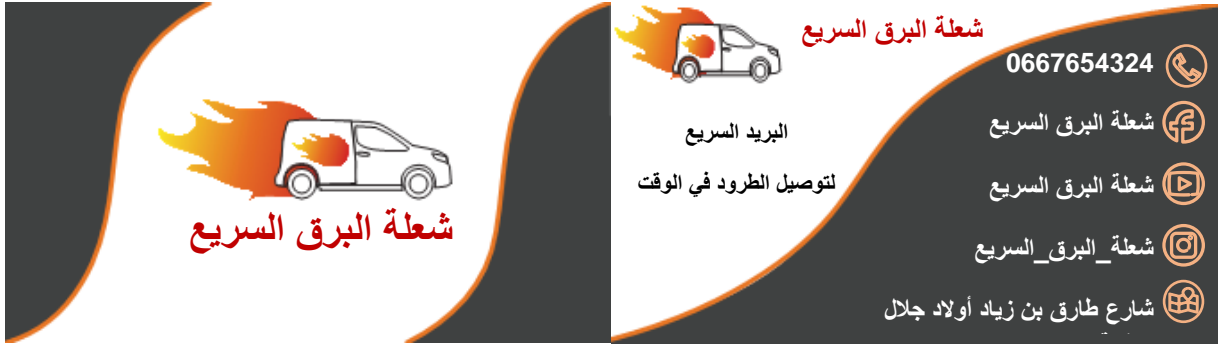 شعلة البرق السريع
شعلة البرق السريع
البريد السريع
لتوصيل الطرود في الوقت
0667654324
شعلة البرق السريع
شعلة البرق السريع
شعلة_البرق_السريع
شارع طارق بن زياد أولاد جلال